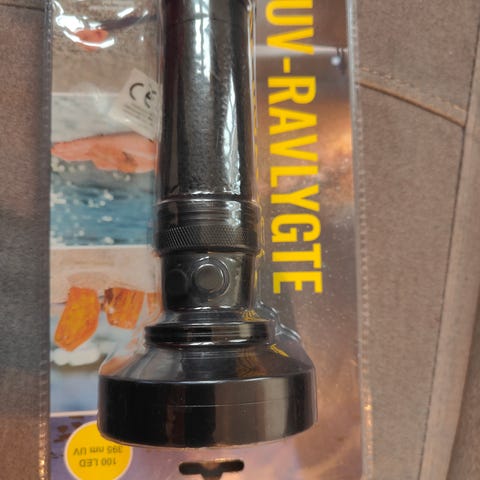 UV-RAVLYGTE
CE
100 LED
395 nm UV